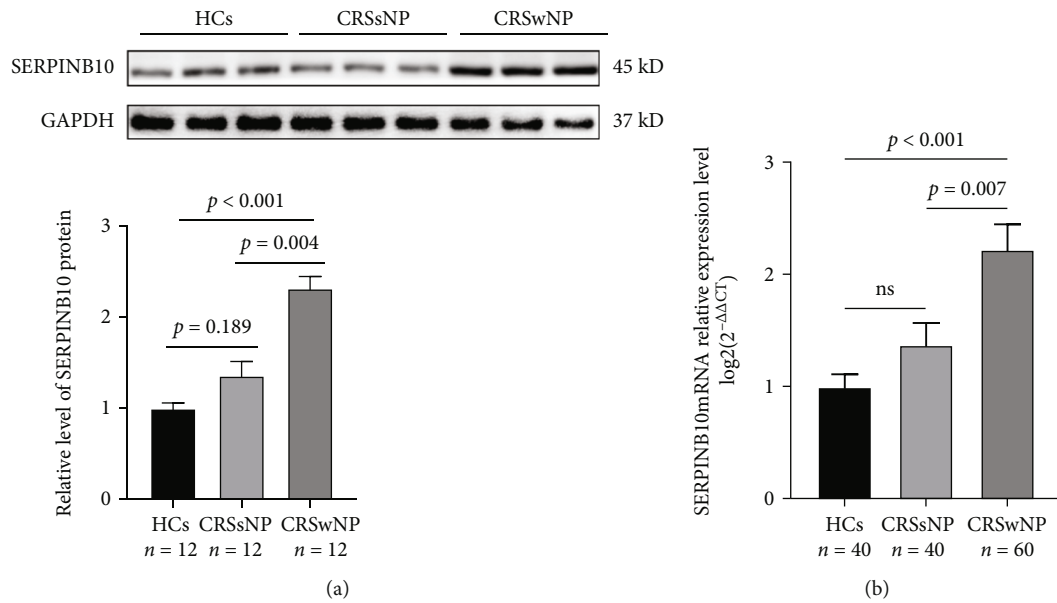 HCs CRSsNP CRSwNP
SERPINB10 45 kD
GAPDH 37 kD
Relative level of SERPINB10 protein
3
2
1
0
p < 0.001
p = 0.004
p = 0.189
HCs CRSsNP CRSwNP
n = 12 n = 12 n = 12
(a)
SERPINB10mRNA relative expression level
log2(2^−ΔΔCT)
3
2
1
0
p < 0.001
p = 0.007
ns
HCs CRSsNP CRSwNP
n = 40 n = 40 n = 60
(b)